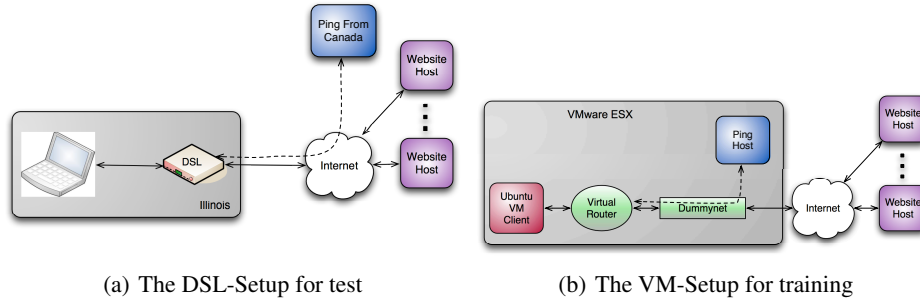 Ping From
Canada
Website
Host
DSL
Internet
Website
Host
Illinois
(a) The DSL-Setup for test
VMware ESX
Ping
Host
Website
Host
Ubuntu
VM
Client
Virtual
Router
Dummynet
Internet
Website
Host
(b) The VM-Setup for training